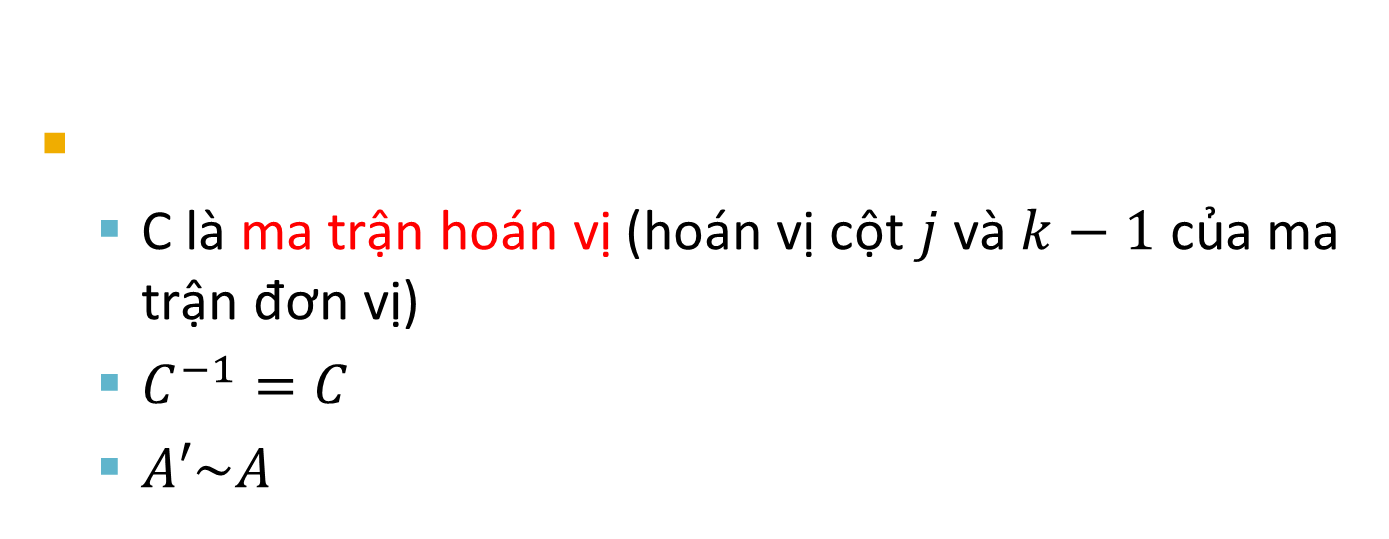 C là ma trận hoán vị (hoán vị cột j và k − 1 của ma
trận đơn vị)
C⁻¹ = C
A′~A